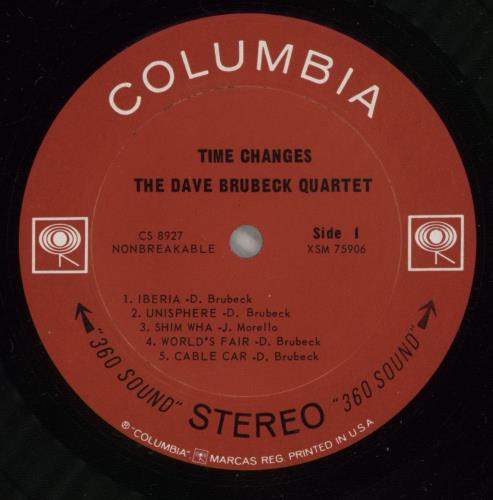 COLUMBIA
TIME CHANGES
THE DAVE BRUBECK QUARTET
CS 8927
NONBREAKABLE
Side 1
XSM 75906
1. IBERIA -D. Brubeck
2. UNISPHERE -D. Brubeck
3. SHIM WHA -J. Morello
4. WORLD'S FAIR -D. Brubeck
5. CABLE CAR -D. Brubeck
"360 SOUND" STEREO "360 SOUND"
® "COLUMBIA" MARCAS REG. PRINTED IN U.S.A.